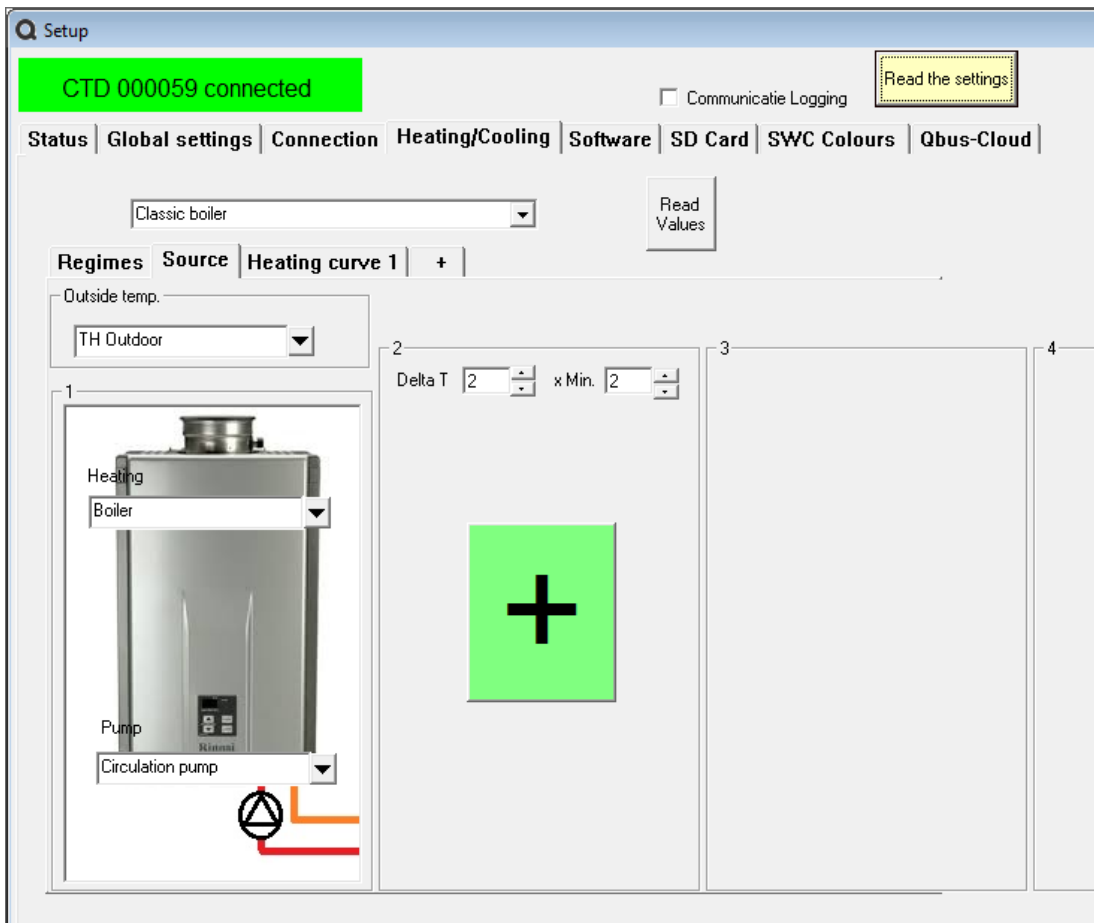 Setup
CTD 000059 connected
Communicatie Logging
Read the settings
Status
Global settings
Connection
Heating/Cooling
Software
SD Card
SWC Colours
Qbus-Cloud
Classic boiler
Read
Values
Regimes
Source
Heating curve 1
+
Outside temp.
TH Outdoor
1
Heating
Boiler
Rinnai
Pump
Circulation pump
2
Delta T 2 x Min. 2
+
3
4